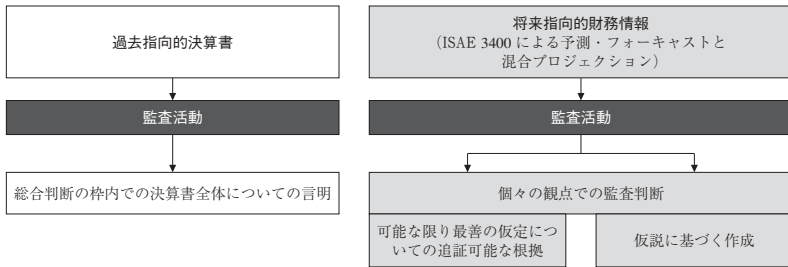 過去指向的決算書
監査活動
総合判断の枠内での決算書全体についての言明
将来指向的財務情報
（ISAE 3400 による予測・フォーキャストと
混合プロジェクション）
監査活動
個々の観点での監査判断
可能な限り最善の仮定につ
いての追証可能な根拠
仮説に基づく作成